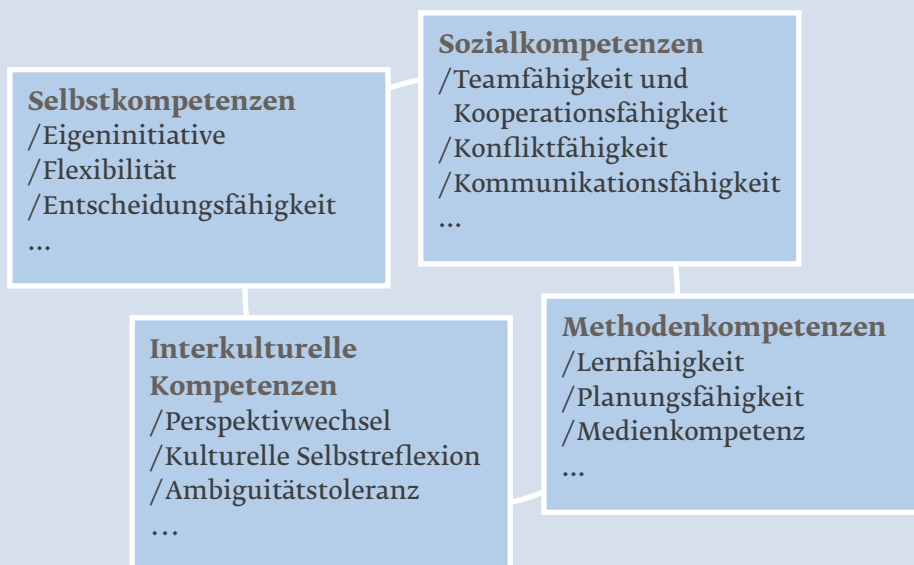 Selbstkompetenzen
/Eigeninitiative
/Flexibilität
/Entscheidungsfähigkeit
...
Sozialkompetenzen
/Teamfähigkeit und
Kooperationsfähigkeit
/Konfliktfähigkeit
/Kommunikationsfähigkeit
...
Interkulturelle
Kompetenzen
/Perspektivwechsel
/Kulturelle Selbstreflexion
/Ambiguitätstoleranz
...
Methodenkompetenzen
/Lernfähigkeit
/Planungsfähigkeit
/Medienkompetenz
...